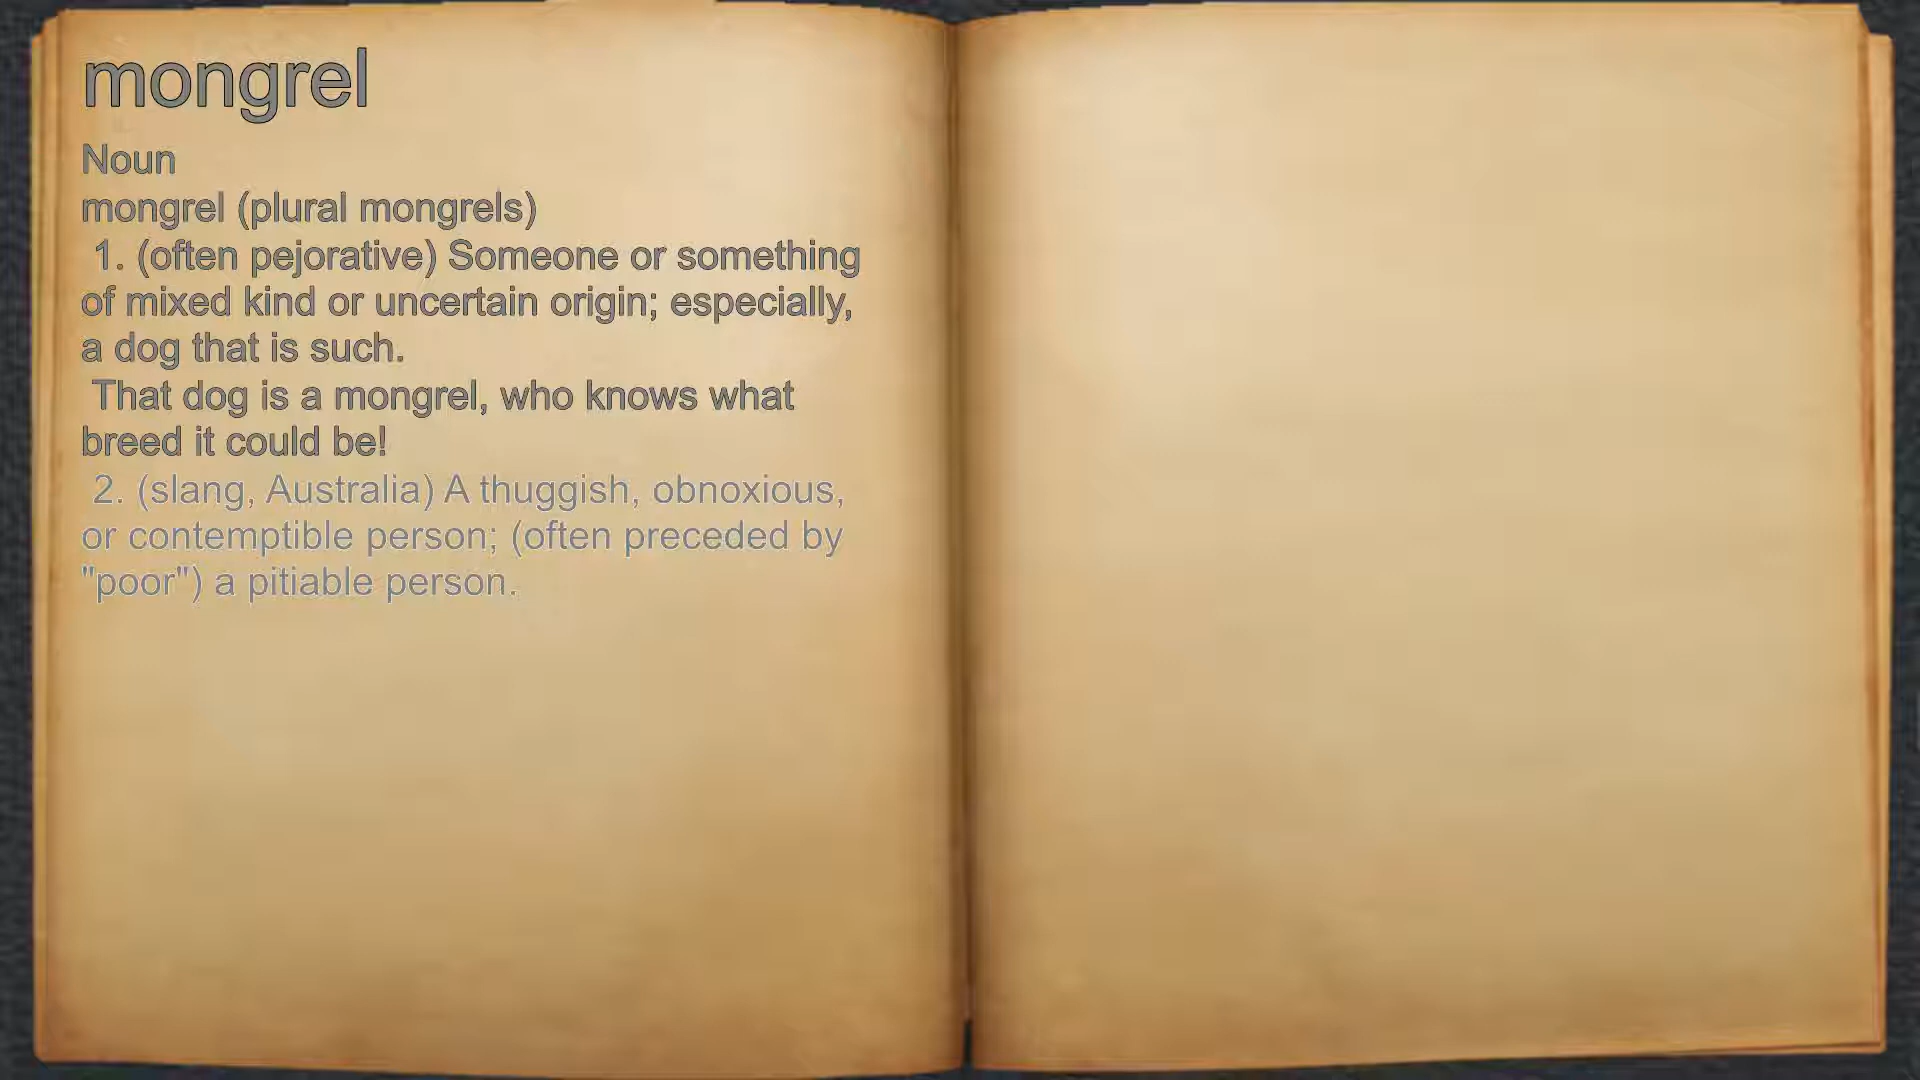 mongrel
Noun
mongrel (plural mongrels)
1. (often pejorative) Someone or something
of mixed kind or uncertain origin; especially,
a dog that is such.
That dog is a mongrel, who knows what
breed it could be!
2. (slang, Australia) A thuggish, obnoxious,
or contemptible person; (often preceded by
"poor") a pitiable person.